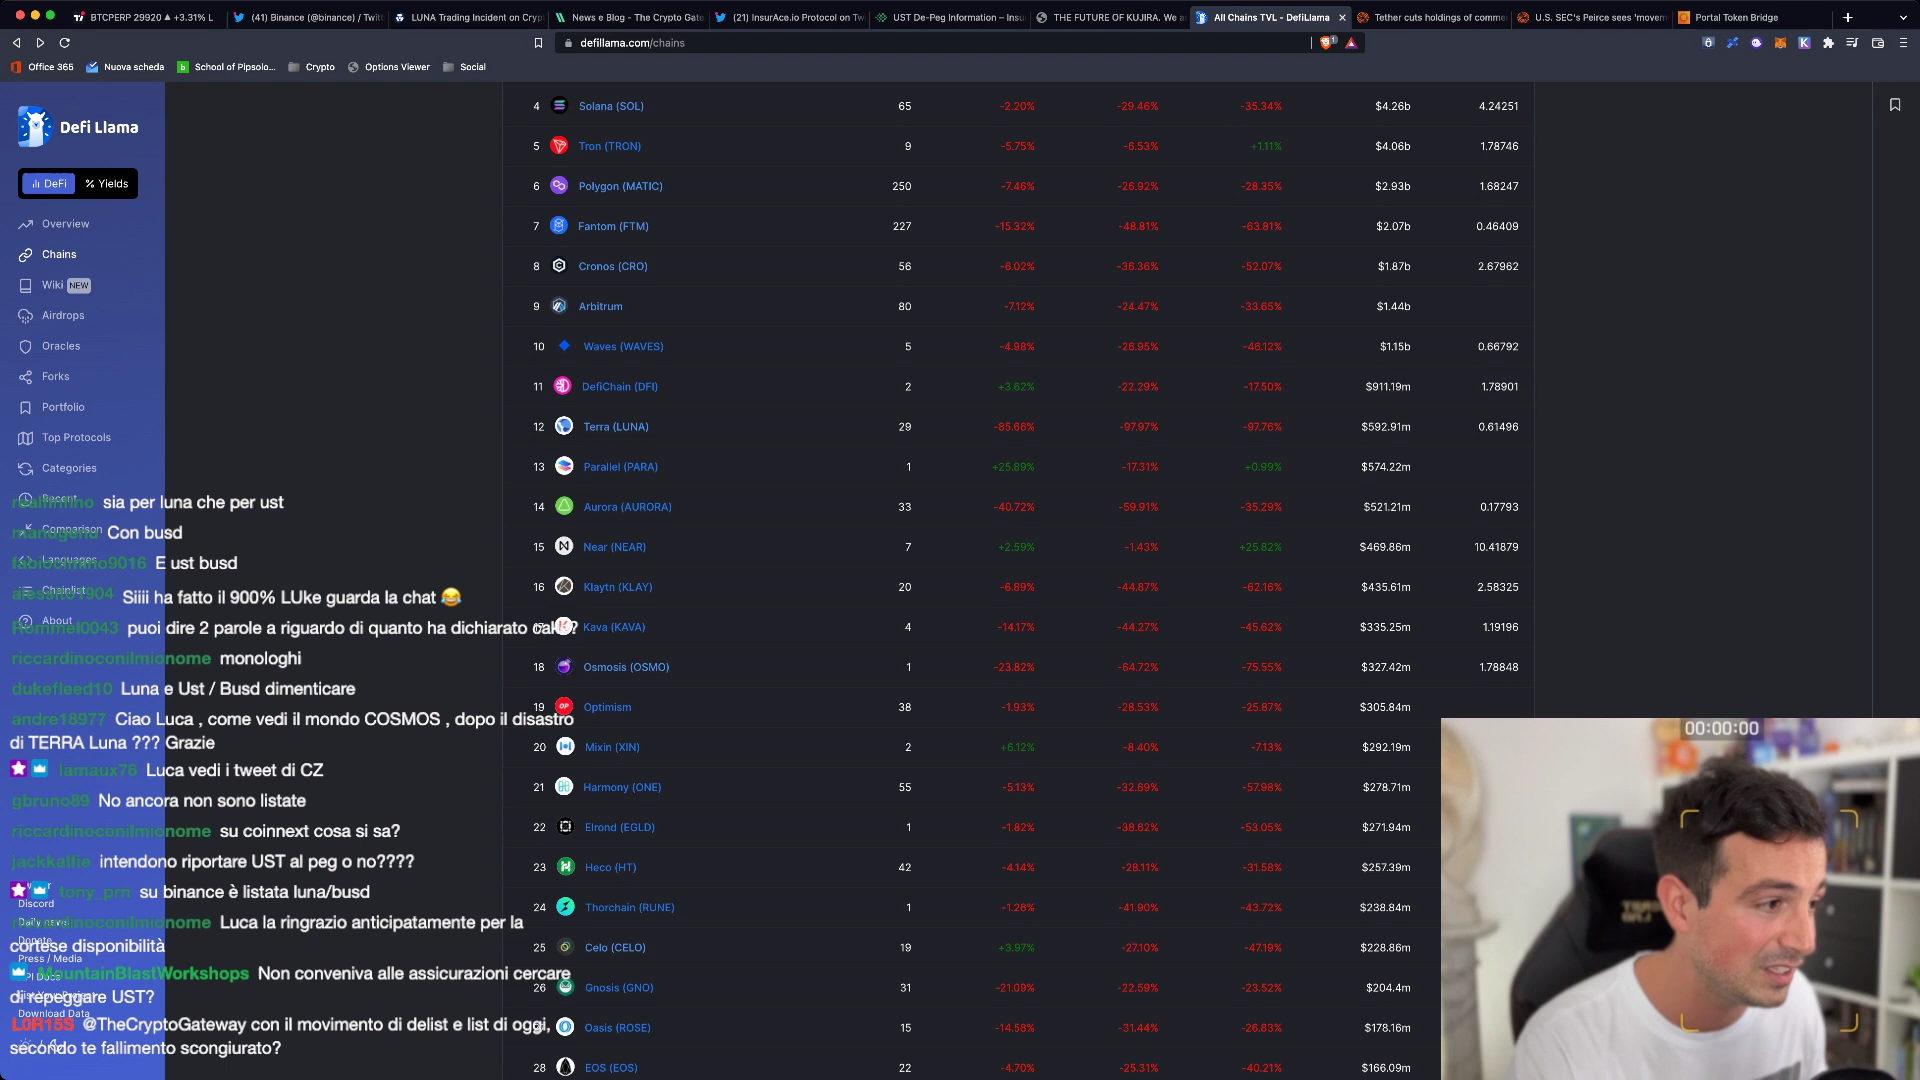 BTCPERP 29920 ▲ +3.31% L
(41) Binance (@binance) / Twitt
LUNA Trading Incident on Crypt
News e Blog - The Crypto Gate
(21) InsurAce.io Protocol on Tw
UST De-Peg Information – Insu
THE FUTURE OF KUJIRA. We a
All Chains TVL - DefiLlama
Tether cuts holdings of comme
U.S. SEC's Peirce sees 'movem
Portal Token Bridge
defillama.com/chains
Office 365
Nuova scheda
School of Pipsolo...
Crypto
Options Viewer
Social
Defi Llama
DeFi
% Yields
Overview
Chains
Wiki NEW
Airdrops
Oracles
Forks
Portfolio
Top Protocols
Categories
Recent
Comparison
Languages
Chainlist
About
Discord
Daily news
Donate
Press / Media
API Docs
List Your Project
Download Data
4 Solana (SOL) 65 -2.20% -29.46% -35.34% $4.26b 4.24251
5 Tron (TRON) 9 -5.75% -6.53% +1.11% $4.06b 1.78746
6 Polygon (MATIC) 250 -7.46% -26.92% -28.35% $2.93b 1.68247
7 Fantom (FTM) 227 -15.32% -48.81% -63.81% $2.07b 0.46409
8 Cronos (CRO) 56 -6.02% -36.36% -52.07% $1.87b 2.67962
9 Arbitrum 80 -7.12% -24.47% -33.65% $1.44b
10 Waves (WAVES) 5 -4.98% -26.95% -46.12% $1.15b 0.66792
11 DefiChain (DFI) 2 +3.62% -22.29% -17.50% $911.19m 1.78901
12 Terra (LUNA) 29 -85.66% -97.97% -97.76% $592.91m 0.61496
13 Parallel (PARA) 1 +25.89% -17.31% +0.99% $574.22m
14 Aurora (AURORA) 33 -40.72% -59.91% -35.29% $521.21m 0.17793
15 Near (NEAR) 7 +2.59% -1.43% +25.82% $469.86m 10.41879
16 Klaytn (KLAY) 20 -6.89% -44.87% -62.16% $435.61m 2.58325
Kava (KAVA) 4 -14.17% -44.27% -45.62% $335.25m 1.19196
18 Osmosis (OSMO) 1 -23.82% -64.72% -75.55% $327.42m 1.78848
19 Optimism 38 -1.93% -28.53% -25.87% $305.84m
20 Mixin (XIN) 2 +6.12% -8.40% -7.13% $292.19m
21 Harmony (ONE) 55 -5.13% -32.69% -57.98% $278.71m
22 Elrond (EGLD) 1 -1.82% -38.62% -53.05% $271.94m
23 Heco (HT) 42 -4.14% -28.11% -31.58% $257.39m
24 Thorchain (RUNE) 1 -1.26% -41.90% -43.72% $238.84m
25 Celo (CELO) 19 +3.97% -27.10% -47.19% $228.86m
26 Gnosis (GNO) 31 -21.09% -22.59% -23.52% $204.4m
Oasis (ROSE) 15 -14.58% -31.44% -26.83% $178.16m
28 EOS (EOS) 22 -4.70% -25.31% -40.21% $166.09m
sia per luna che per ust
Con busd
fabiocimino9016 E ust busd
alessito1904 Siiii ha fatto il 900% LUke guarda la chat 😂
Rommel0043 puoi dire 2 parole a riguardo di quanto ha dichiarato
riccardinoconilmionome monologhi
dukefleed10 Luna e Ust / Busd dimenticare
andre18977 Ciao Luca , come vedi il mondo COSMOS , dopo il disastro
di TERRA Luna ??? Grazie
lamaux76 Luca vedi i tweet di CZ
gbruno89 No ancora non sono listate
riccardinoconilmionome su coinnext cosa si sa?
jackkalfie intendono riportare UST al peg o no????
tony_prn su binance è listata luna/busd
riccardinoconilmionome Luca la ringrazio anticipatamente per la
cortese disponibilità
MountainBlastWorkshops Non conveniva alle assicurazioni cercare
di repeggare UST?
L0R15S @TheCryptoGateway con il movimento di delist e list di oggi,
secondo te fallimento scongiurato?
00:00:00